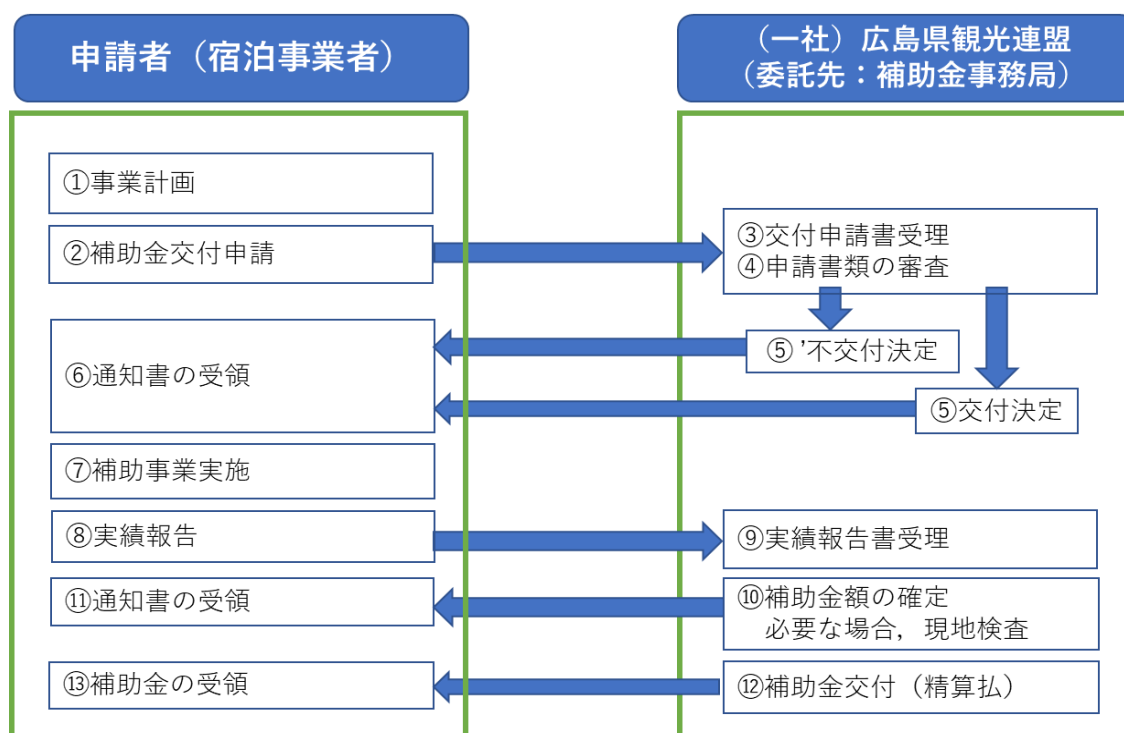 申請者（宿泊事業者）
（一社）広島県観光連盟
（委託先：補助金事務局）
①事業計画
②補助金交付申請
③交付申請書受理
④申請書類の審査
⑤’不交付決定
⑤交付決定
⑥通知書の受領
⑦補助事業実施
⑧実績報告
⑨実績報告書受理
⑩補助金額の確定
必要な場合，現地検査
⑪通知書の受領
⑫補助金交付（精算払）
⑬補助金の受領